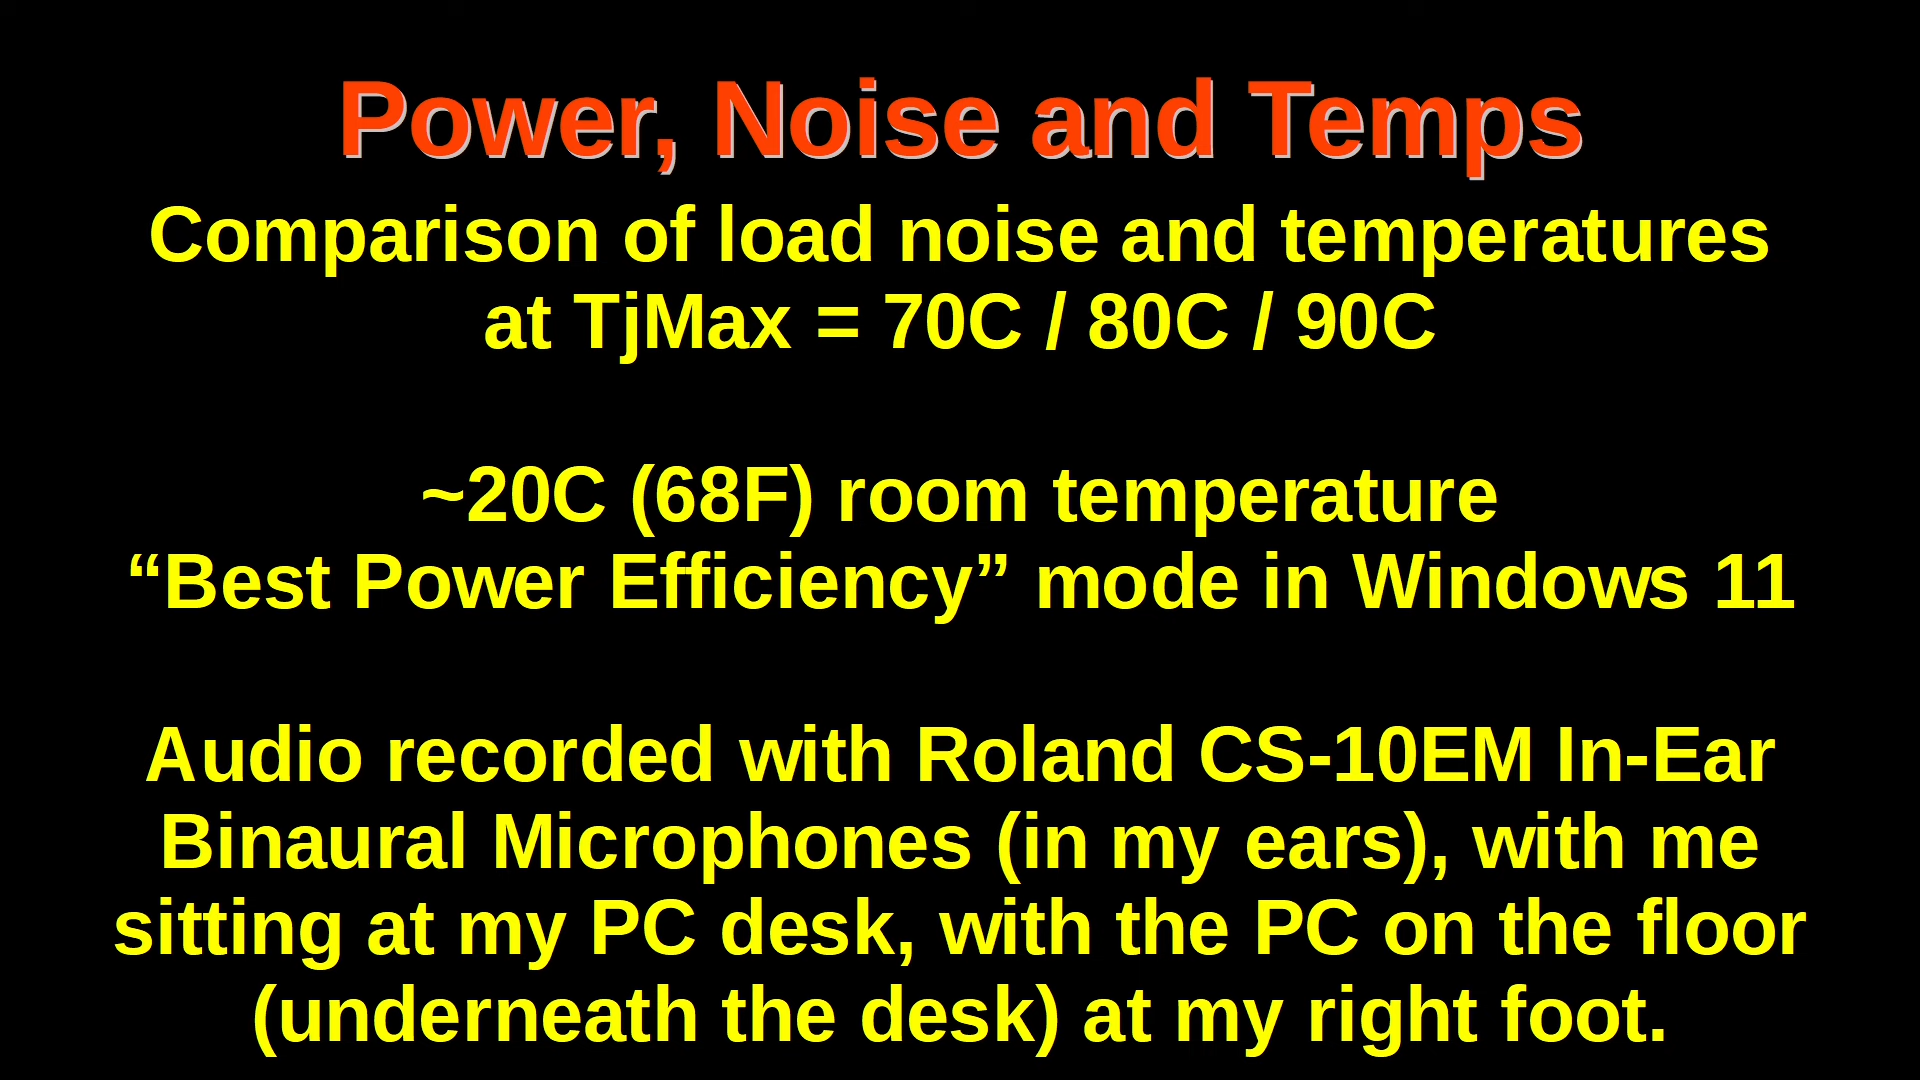 Power, Noise and Temps
Comparison of load noise and temperatures
at TjMax = 70C / 80C / 90C
~20C (68F) room temperature
“Best Power Efficiency” mode in Windows 11
Audio recorded with Roland CS-10EM In-Ear
Binaural Microphones (in my ears), with me
sitting at my PC desk, with the PC on the floor
(underneath the desk) at my right foot.